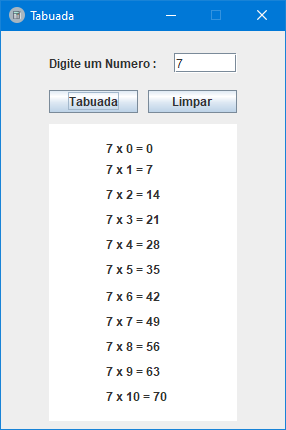 Tabuada
Digite um Numero : 7
Tabuada Limpar
7 x 0 = 0
7 x 1 = 7
7 x 2 = 14
7 x 3 = 21
7 x 4 = 28
7 x 5 = 35
7 x 6 = 42
7 x 7 = 49
7 x 8 = 56
7 x 9 = 63
7 x 10 = 70